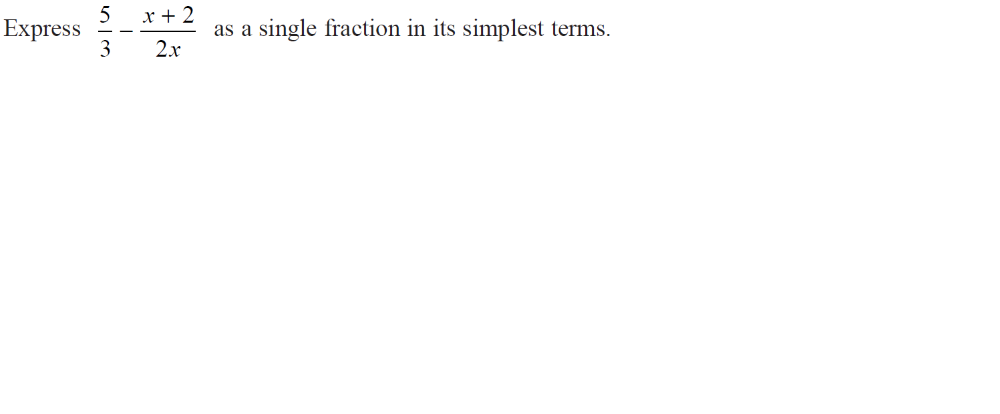 Express 5/3 − (x + 2)/2x as a single fraction in its simplest terms.